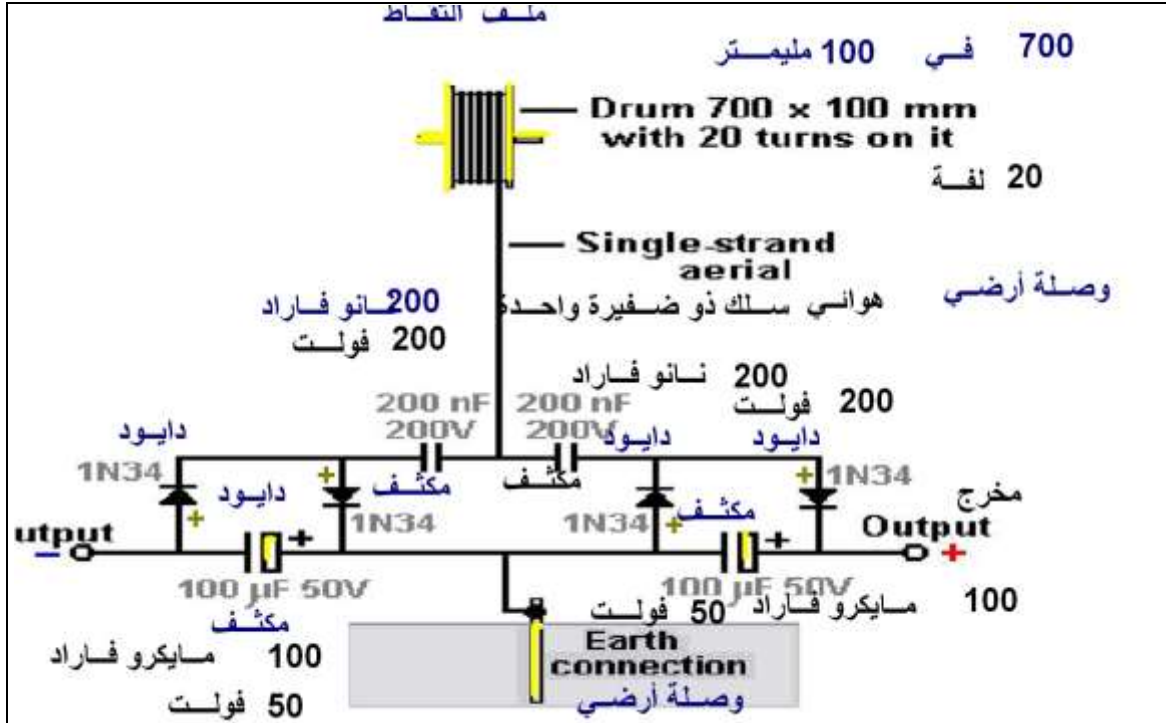 ملف التقاط
700 في 100 مليمتر
Drum 700 x 100 mm
with 20 turns on it
20 لفة
Single-strand
aerial
وصلة أرضي
هوائي سلك ذو ضفيرة واحدة
200 نانو فاراد
200 فولت
200 نانو فاراد
200 فولت
200 nF 200 nF
200V 200V
دايود
دايود
دايود
1N34
1N34
دايود
مكثف
مكثف
1N34
1N34
مكثف
مخرج
utput
Output
+
+
+
+
+
+
-
+
100 µF 50V
100 µF 50V
مكثف
100 مايكرو فاراد
50 فولت
100 مايكرو فاراد
50 فولت
Earth
connection
وصلة أرضي